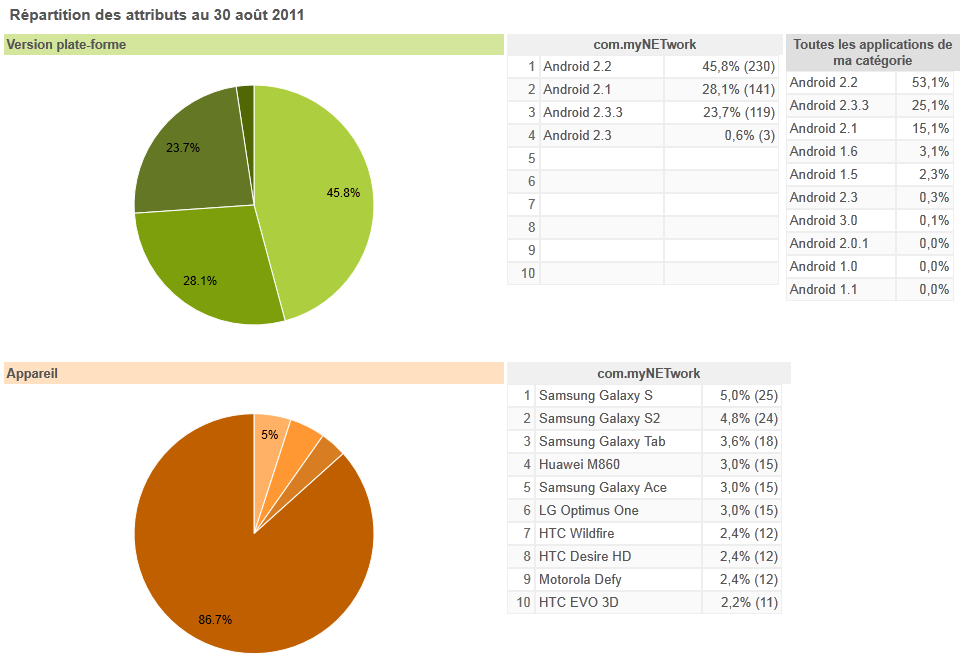 Répartition des attributs au 30 août 2011
Version plate-forme
23.7%
45.8%
28.1%
com.myNETwork
1 Android 2.2 45,8% (230)
2 Android 2.1 28,1% (141)
3 Android 2.3.3 23,7% (119)
4 Android 2.3 0,6% (3)
5
6
7
8
9
10
Toutes les applications de
ma catégorie
Android 2.2 53,1%
Android 2.3.3 25,1%
Android 2.1 15,1%
Android 1.6 3,1%
Android 1.5 2,3%
Android 2.3 0,3%
Android 3.0 0,1%
Android 2.0.1 0,0%
Android 1.0 0,0%
Android 1.1 0,0%
Appareil
5%
86.7%
com.myNETwork
1 Samsung Galaxy S 5,0% (25)
2 Samsung Galaxy S2 4,8% (24)
3 Samsung Galaxy Tab 3,6% (18)
4 Huawei M860 3,0% (15)
5 Samsung Galaxy Ace 3,0% (15)
6 LG Optimus One 3,0% (15)
7 HTC Wildfire 2,4% (12)
8 HTC Desire HD 2,4% (12)
9 Motorola Defy 2,4% (12)
10 HTC EVO 3D 2,2% (11)